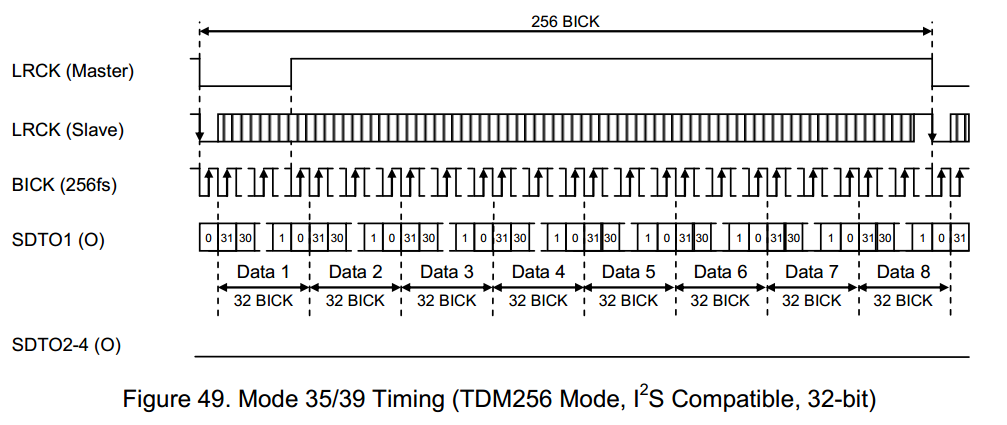 256 BICK
LRCK (Master)
LRCK (Slave)
BICK (256fs)
SDTO1 (O)
0 31 30 1 0 31 30 1 0 31 30 1 0 31 30 1 0 31 30 1 0 31 30 1 0 31 30 1 0 31 30 1 0 31
Data 1 Data 2 Data 3 Data 4 Data 5 Data 6 Data 7 Data 8
32 BICK 32 BICK 32 BICK 32 BICK 32 BICK 32 BICK 32 BICK 32 BICK
SDTO2-4 (O)
Figure 49. Mode 35/39 Timing (TDM256 Mode, I²S Compatible, 32-bit)